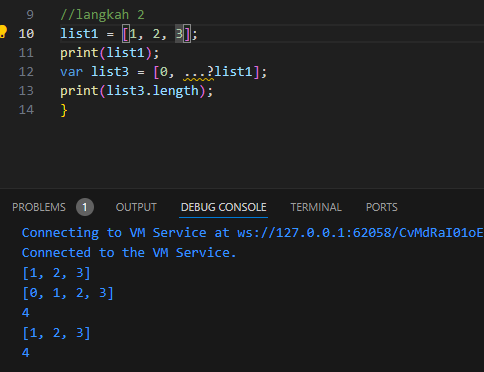 9 //langkah 2
10 list1 = [1, 2, 3];
11 print(list1);
12 var list3 = [0, ...?list1];
13 print(list3.length);
14 }
PROBLEMS 1 OUTPUT DEBUG CONSOLE TERMINAL PORTS
Connecting to VM Service at ws://127.0.0.1:62058/CvMdRaI01oE
Connected to the VM Service.
[1, 2, 3]
[0, 1, 2, 3]
4
[1, 2, 3]
4